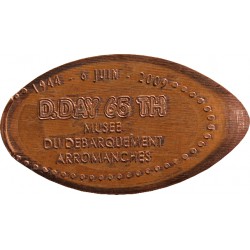 1944 - 6 JUIN - 2009
D.DAY 65 TH
MUSEE
DU DEBARQUEMENT
ARROMANCHES